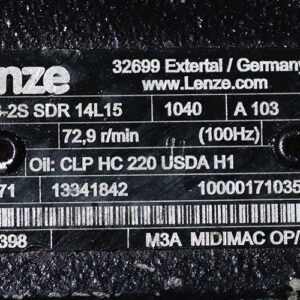 Lenze 32699 Extertal / Germany
www.Lenze.com
-2S SDR 14L15 1040 A 103
72,9 r/min (100Hz)
Oil: CLP HC 220 USDA H1
71 13341842 10000171035
398 M3A MIDIMAC OP/